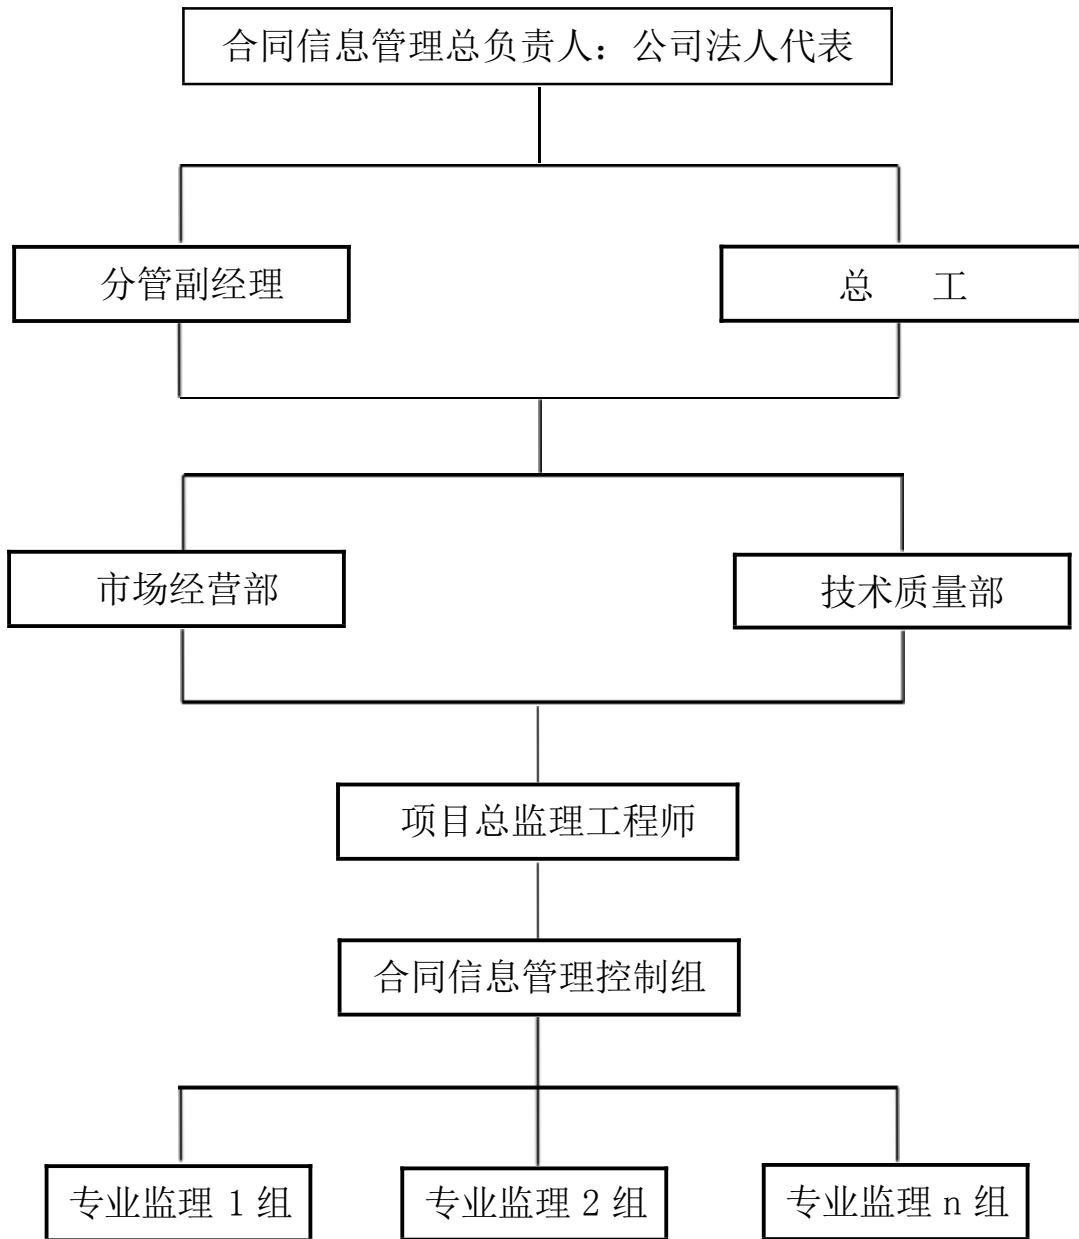 合同信息管理总负责人：公司法人代表
分管副经理
总 工
市场经营部
技术质量部
项目总监理工程师
合同信息管理控制组
专业监理 1 组
专业监理 2 组
专业监理 n 组